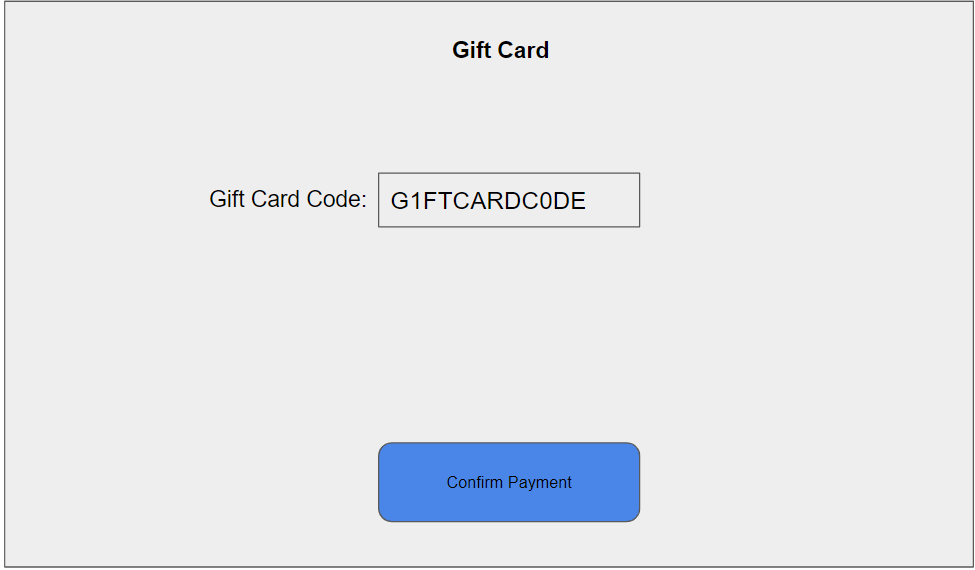 Gift Card
Gift Card Code: G1FTCARDC0DE
Confirm Payment